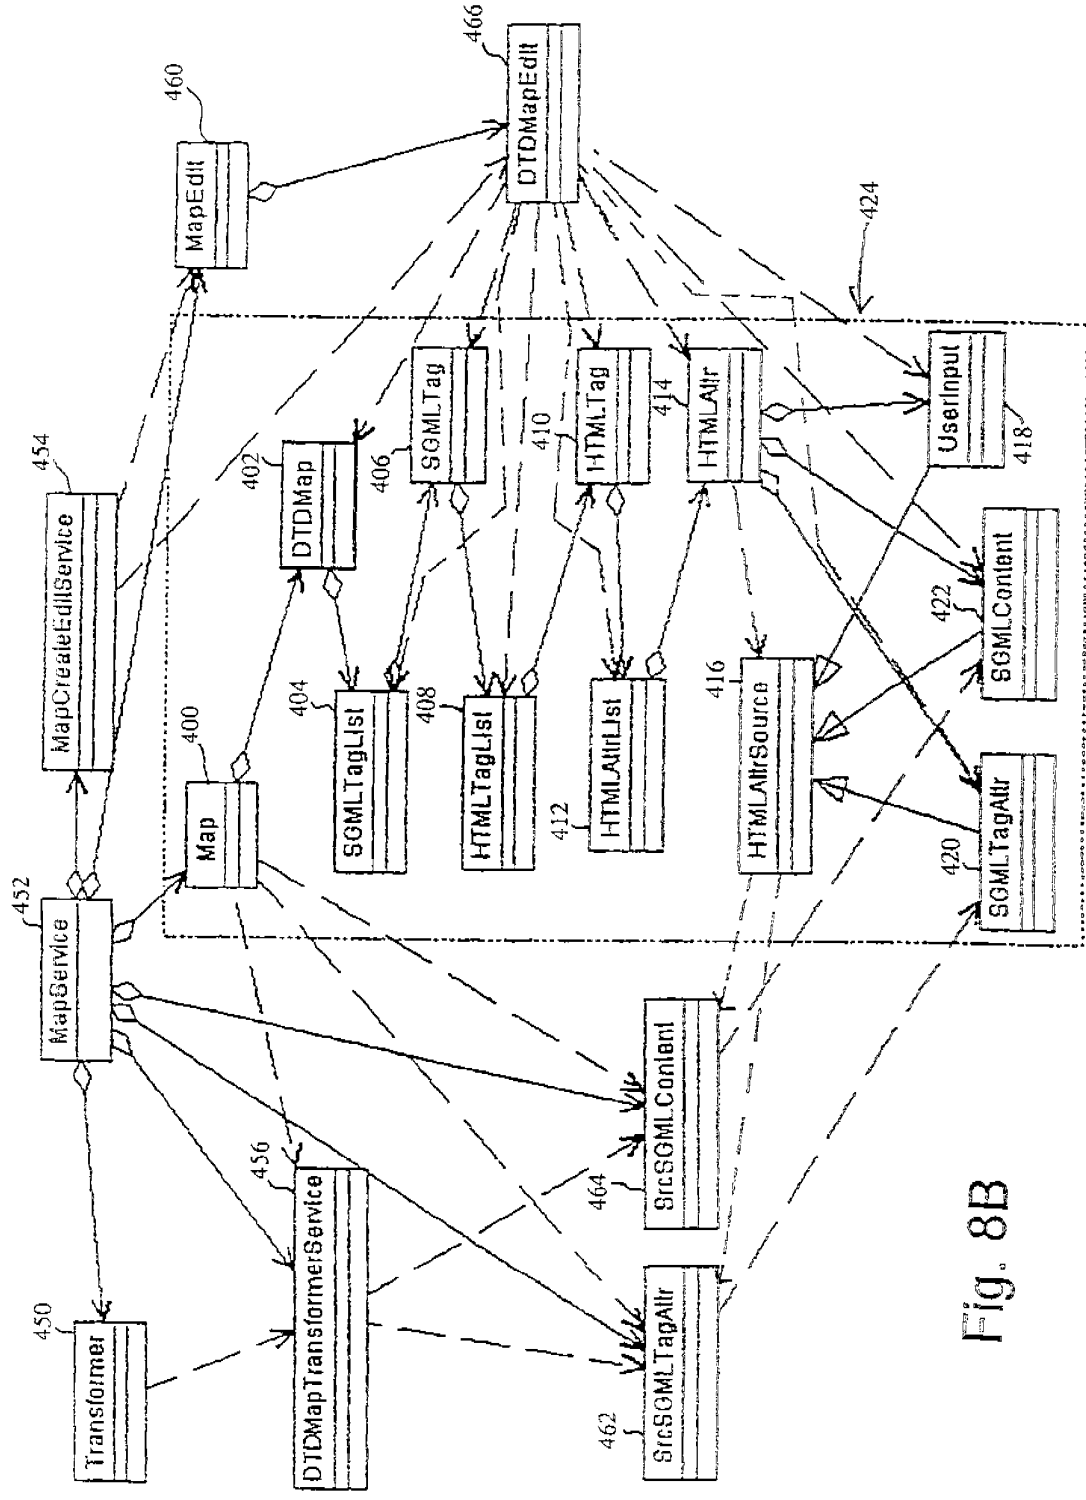 Transformer
450
MapService
452
MapCreateEditService
454
MapEdit
460
DTDMapEdit
466
DTDMapTransformerService
456
Map
400
DTDMap
402
SGMLTagList
404
SGMLTag
406
HTMLTagList
408
HTMLTag
410
HTMLAttrList
412
HTMLAttr
414
HTMLAttrSource
416
UserInput
418
SGMLTagAttr
420
SGMLContent
422
424
SrcSGMLTagAttr
462
SrcSGMLContent
464
Fig. 8B